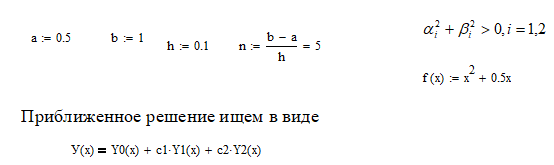 a := 0.5 b := 1 h := 0.1 n := (b − a)/h = 5
α_i^2 + β_i^2 > 0, i = 1,2
f(x) := x^2 + 0.5x
Приближенное решение ищем в виде
У(x) = Y0(x) + c1·Y1(x) + c2·Y2(x)